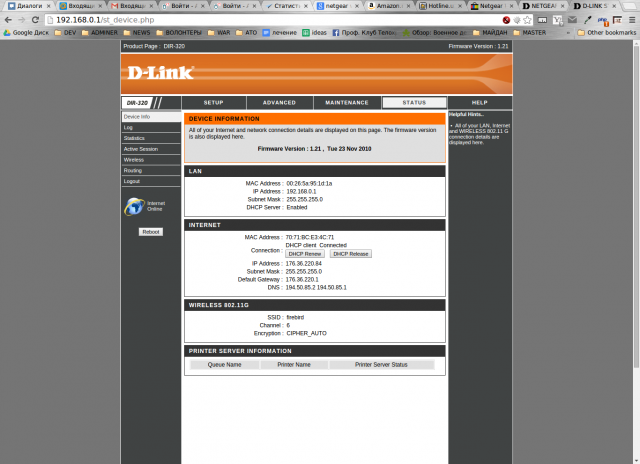 Диалоги
Входящи
Входящи
Войти - /
Войти - /
Статисти
netgear
Amazon.
Hotline.u
Netgear
NETGEAR
D-LINK S
192.168.0.1/st_device.php
Google Диск
DEV
ADMINER
NEWS
ВОЛОНТЕРЫ
WAR
АТО
лечение
ideas
Проф. Клуб Телон
Обзор: Военное до
МАЙДАН
MASTER
Other bookmarks
Product Page : DIR-320
Firmware Version : 1.21
D-Link
DIR-320
SETUP
ADVANCED
MAINTENANCE
STATUS
HELP
Device Info
Log
Statistics
Active Session
Wireless
Routing
Logout
Internet
Online
Reboot
DEVICE INFORMATION
All of your Internet and network connection details are displayed on this page. The firmware version
is also displayed here.
Firmware Version : 1.21 , Tue 23 Nov 2010
LAN
MAC Address : 00:26:5a:95:1d:1a
IP Address : 192.168.0.1
Subnet Mask : 255.255.255.0
DHCP Server : Enabled
INTERNET
MAC Address : 70:71:BC:E3:4C:71
Connection : DHCP client Connected
DHCP Renew DHCP Release
IP Address : 176.36.220.84
Subnet Mask : 255.255.255.0
Default Gateway : 176.36.220.1
DNS : 194.50.85.2 194.50.85.1
WIRELESS 802.11G
SSID : firebird
Channel : 6
Encryption : CIPHER_AUTO
PRINTER SERVER INFORMATION
Queue Name Printer Name Printer Server Status
Helpful Hints..
• All of your LAN, Internet
and WIRELESS 802.11 G
connection details are
displayed here.